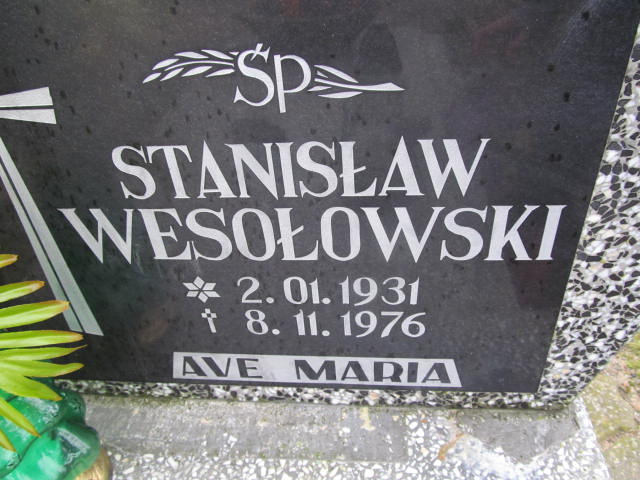 ŚP
STANISŁAW
WESOŁOWSKI
* 2.01.1931
† 8.11.1976
AVE MARIA